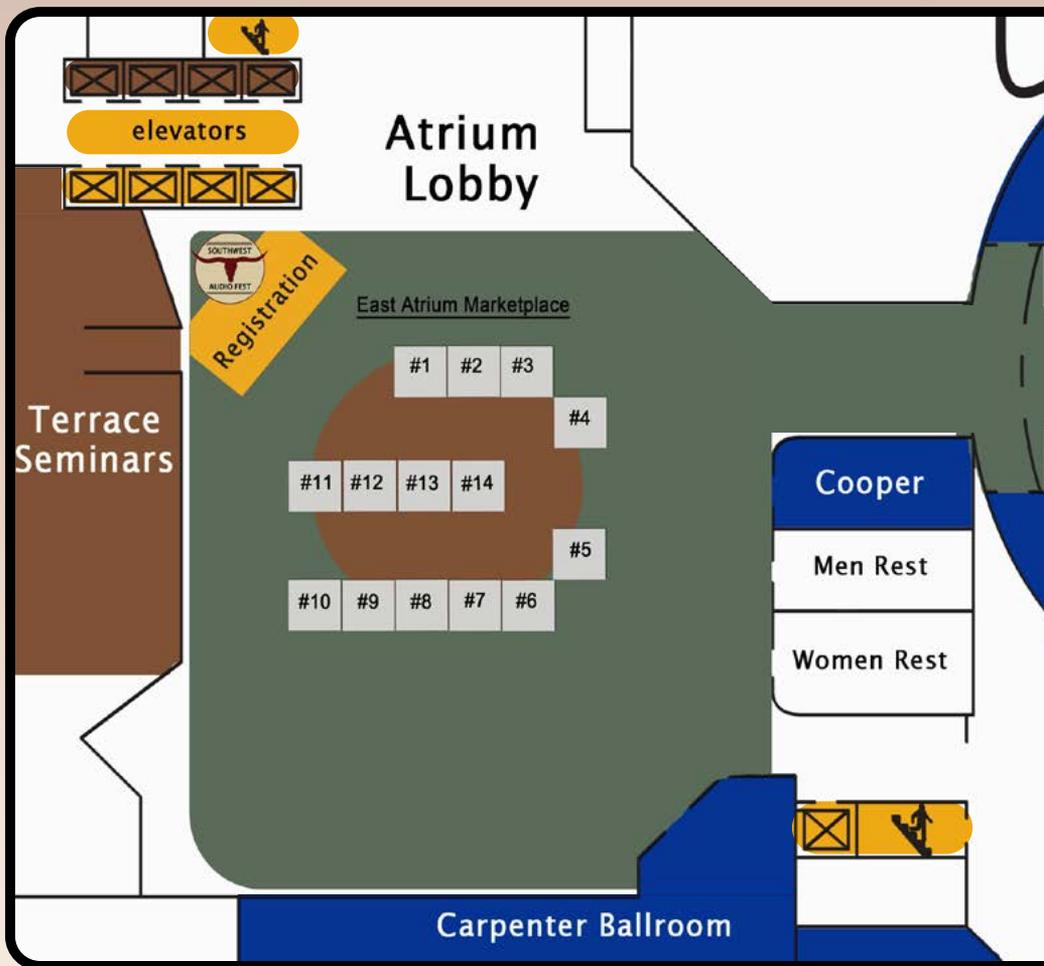 elevators
Atrium
Lobby
SOUTHWEST
AUDIO FEST
Registration
East Atrium Marketplace
#1
#2
#3
#4
Terrace
Seminars
#11
#12
#13
#14
Cooper
#5
Men Rest
#10
#9
#8
#7
#6
Women Rest
Carpenter Ballroom